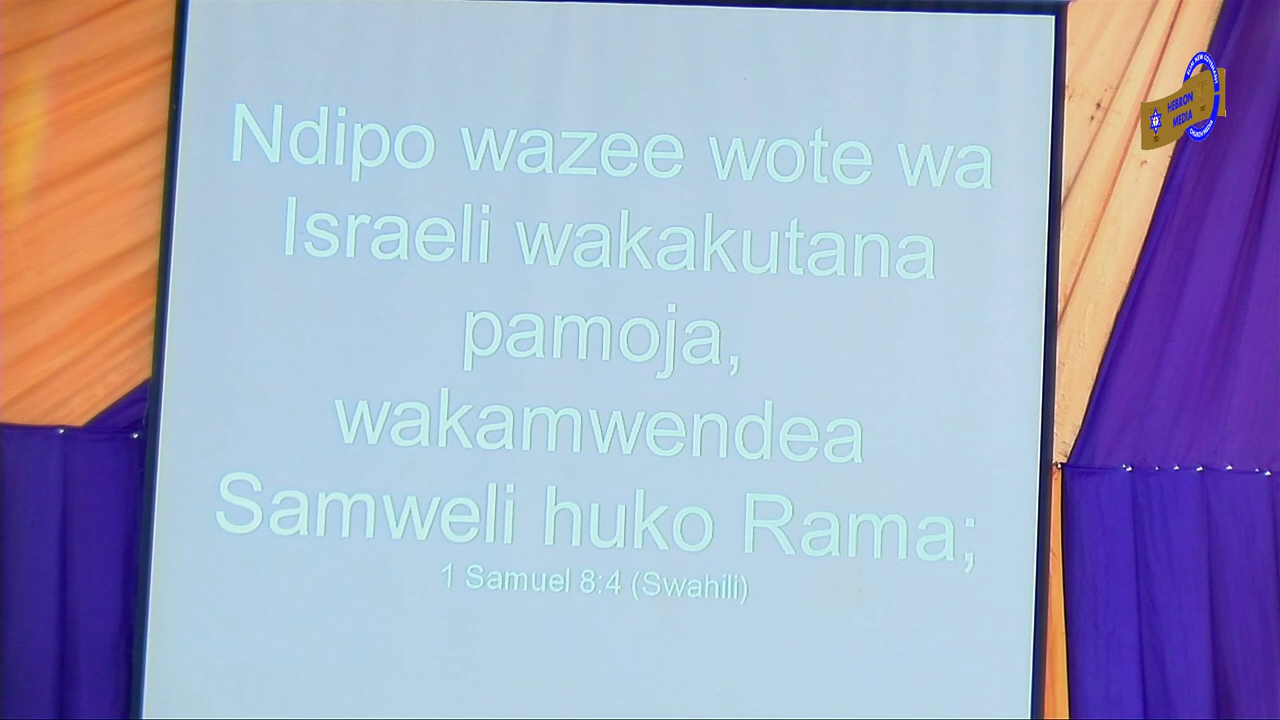 Ndipo wazee wote wa
Israeli wakakutana
pamoja,
wakamwendea
Samweli huko Rama;
1 Samuel 8:4 (Swahili)
HEBRON
MEDIA